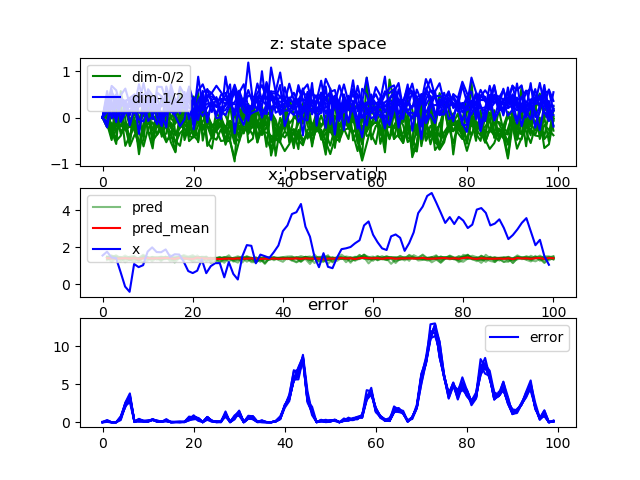 z: state space
1
0
−1
dim-0/2
dim-1/2
0 20 40 60 80 100
x: observation
4
2
0
pred
pred_mean
x
0 20 40 60 80 100
error
10
5
0
error
0 20 40 60 80 100